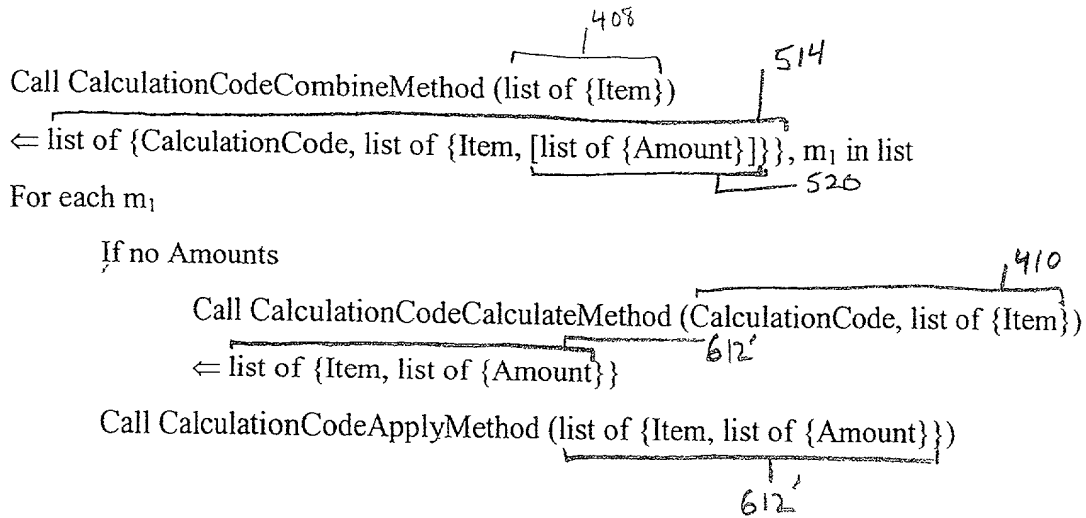 408
514
Call CalculationCodeCombineMethod (list of {Item})
⇐ list of {CalculationCode, list of {Item, [list of {Amount}]}}, m₁ in list
520
For each m₁
If no Amounts
410
Call CalculationCodeCalculateMethod (CalculationCode, list of {Item})
612'
⇐ list of {Item, list of {Amount}}
Call CalculationCodeApplyMethod (list of {Item, list of {Amount}})
612'